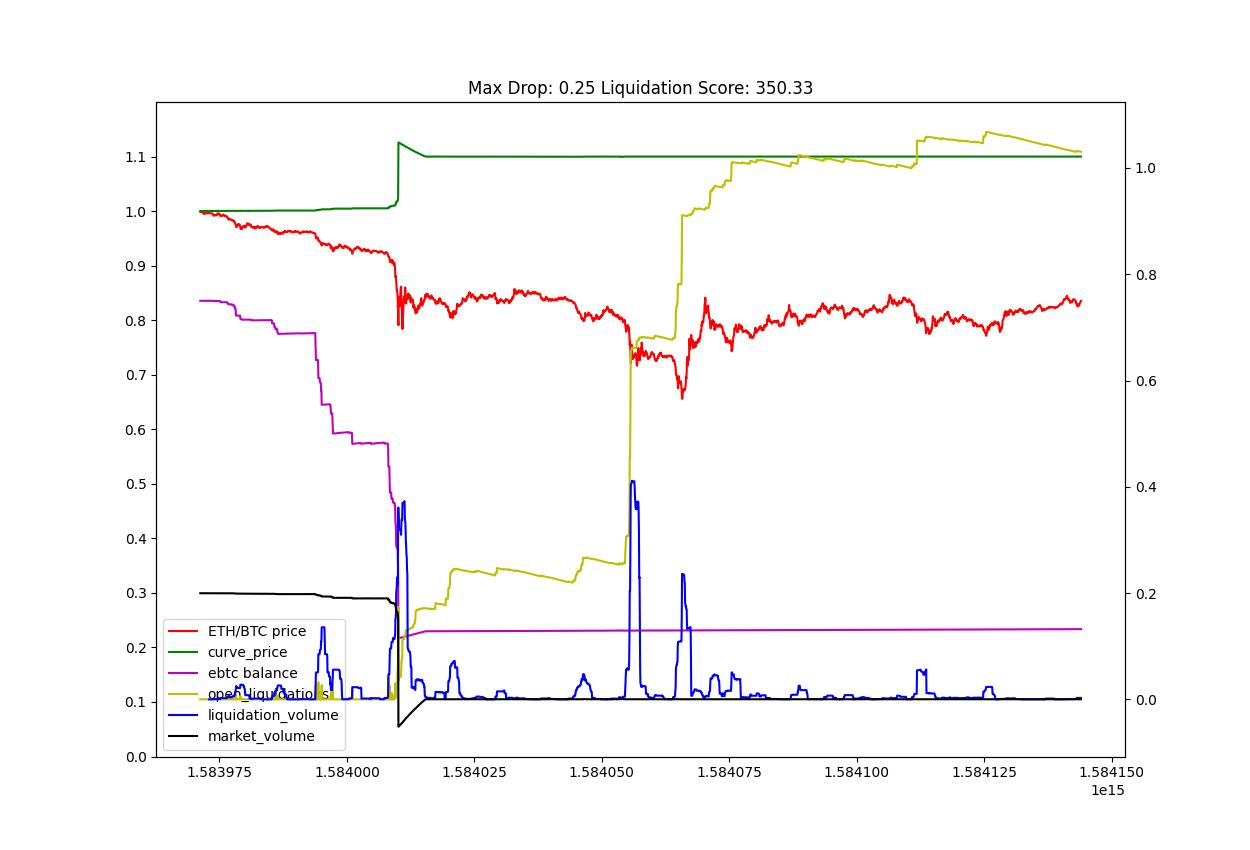 Max Drop: 0.25 Liquidation Score: 350.33
1.1
1.0
0.9
0.8
0.7
0.6
0.5
0.4
0.3
0.2
0.1
0.0
1.0
0.8
0.6
0.4
0.2
0.0
ETH/BTC price
curve_price
ebtc balance
open_liquidations
liquidation_volume
market_volume
1.583975 1.584000 1.584025 1.584050 1.584075 1.584100 1.584125 1.584150
1e15